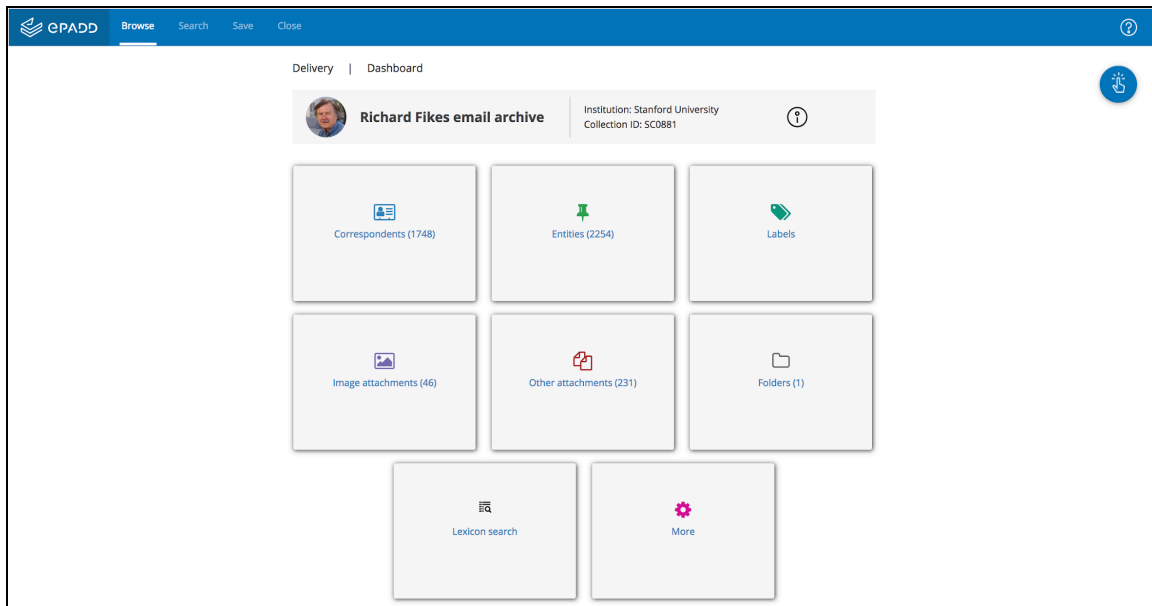 ePADD Browse Search Save Close
Delivery | Dashboard
Richard Fikes email archive
Institution: Stanford University
Collection ID: SC0881
Correspondents (1748) Entities (2254) Labels
Image attachments (46) Other attachments (231) Folders (1)
Lexicon search More